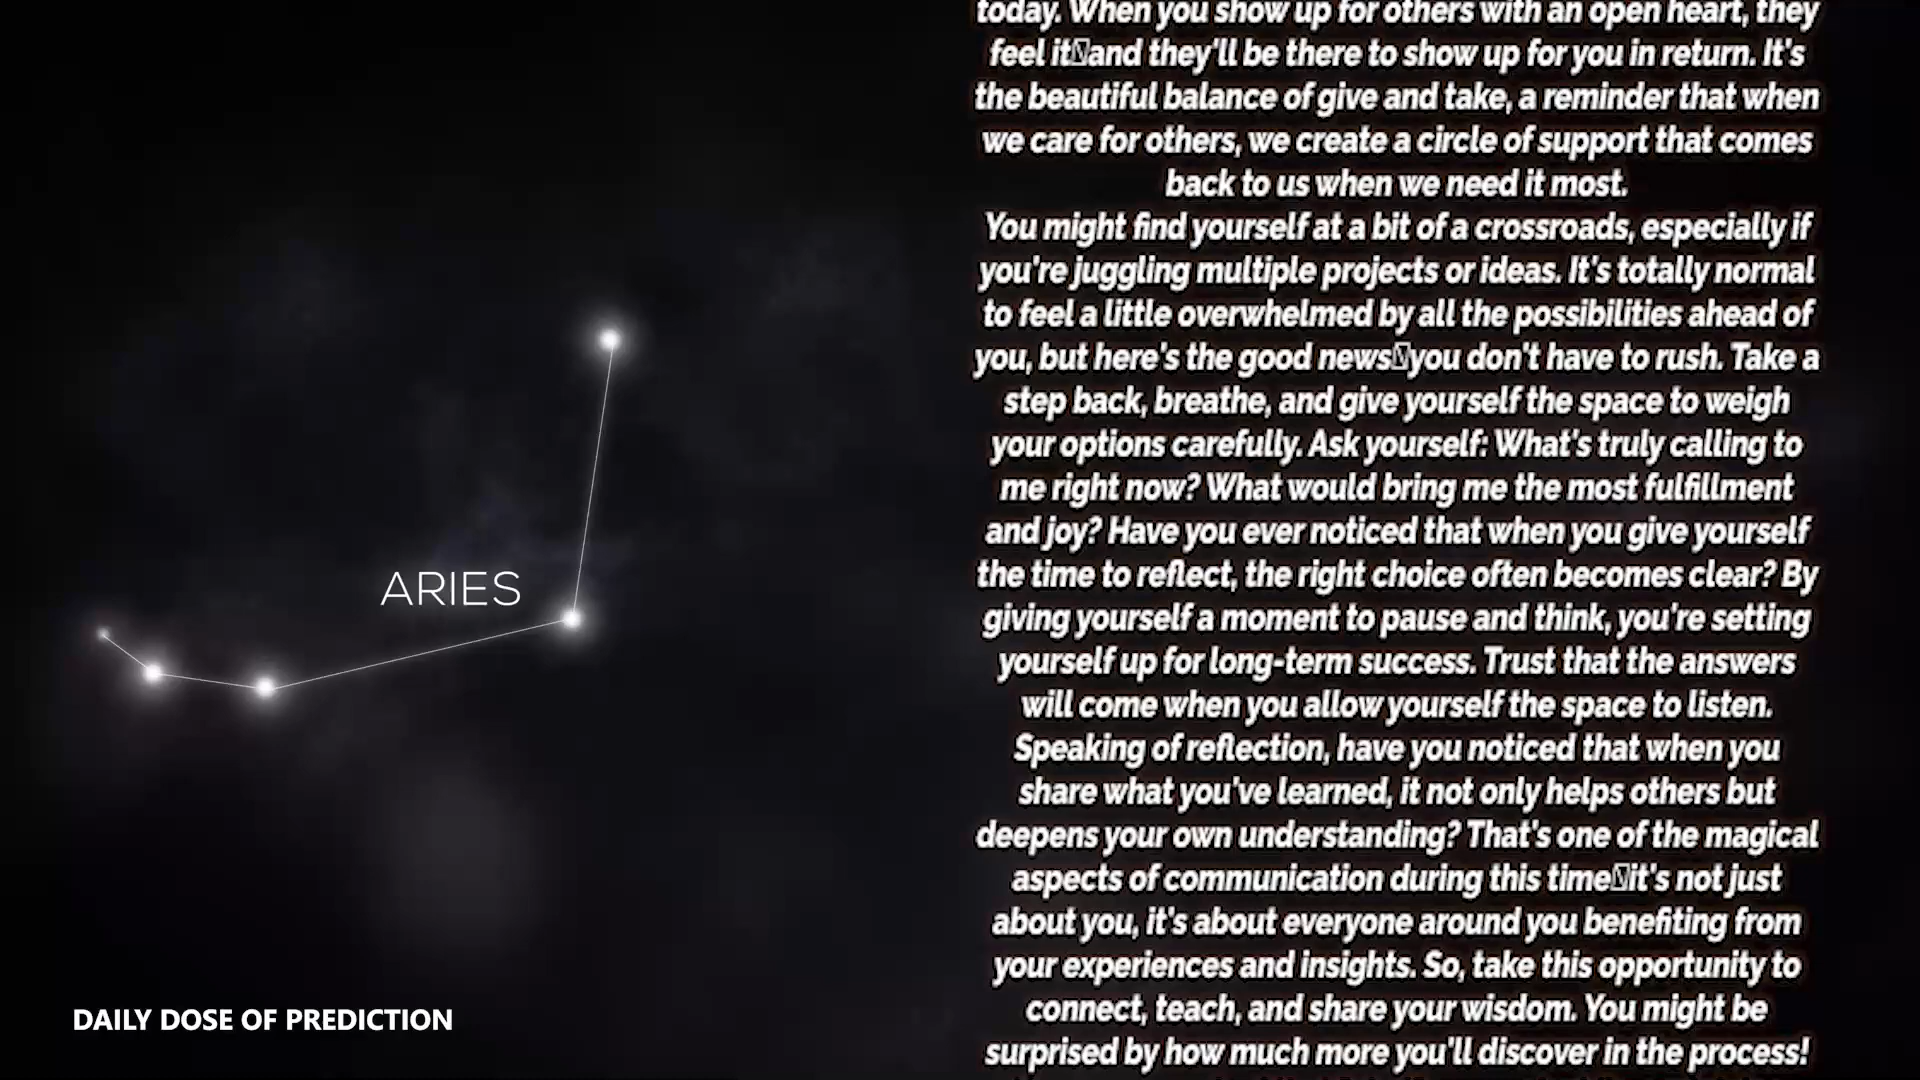 today. When you show up for others with an open heart, they
feel it and they'll be there to show up for you in return. It's
the beautiful balance of give and take, a reminder that when
we care for others, we create a circle of support that comes
back to us when we need it most.
You might find yourself at a bit of a crossroads, especially if
you're juggling multiple projects or ideas. It's totally normal
to feel a little overwhelmed by all the possibilities ahead of
you, but here's the good news you don't have to rush. Take a
step back, breathe, and give yourself the space to weigh
your options carefully. Ask yourself: What's truly calling to
me right now? What would bring me the most fulfillment
and joy? Have you ever noticed that when you give yourself
the time to reflect, the right choice often becomes clear? By
giving yourself a moment to pause and think, you're setting
yourself up for long-term success. Trust that the answers
will come when you allow yourself the space to listen.
Speaking of reflection, have you noticed that when you
share what you've learned, it not only helps others but
deepens your own understanding? That's one of the magical
aspects of communication during this time it's not just
about you, it's about everyone around you benefiting from
your experiences and insights. So, take this opportunity to
connect, teach, and share your wisdom. You might be
surprised by how much more you'll discover in the process!
ARIES
DAILY DOSE OF PREDICTION